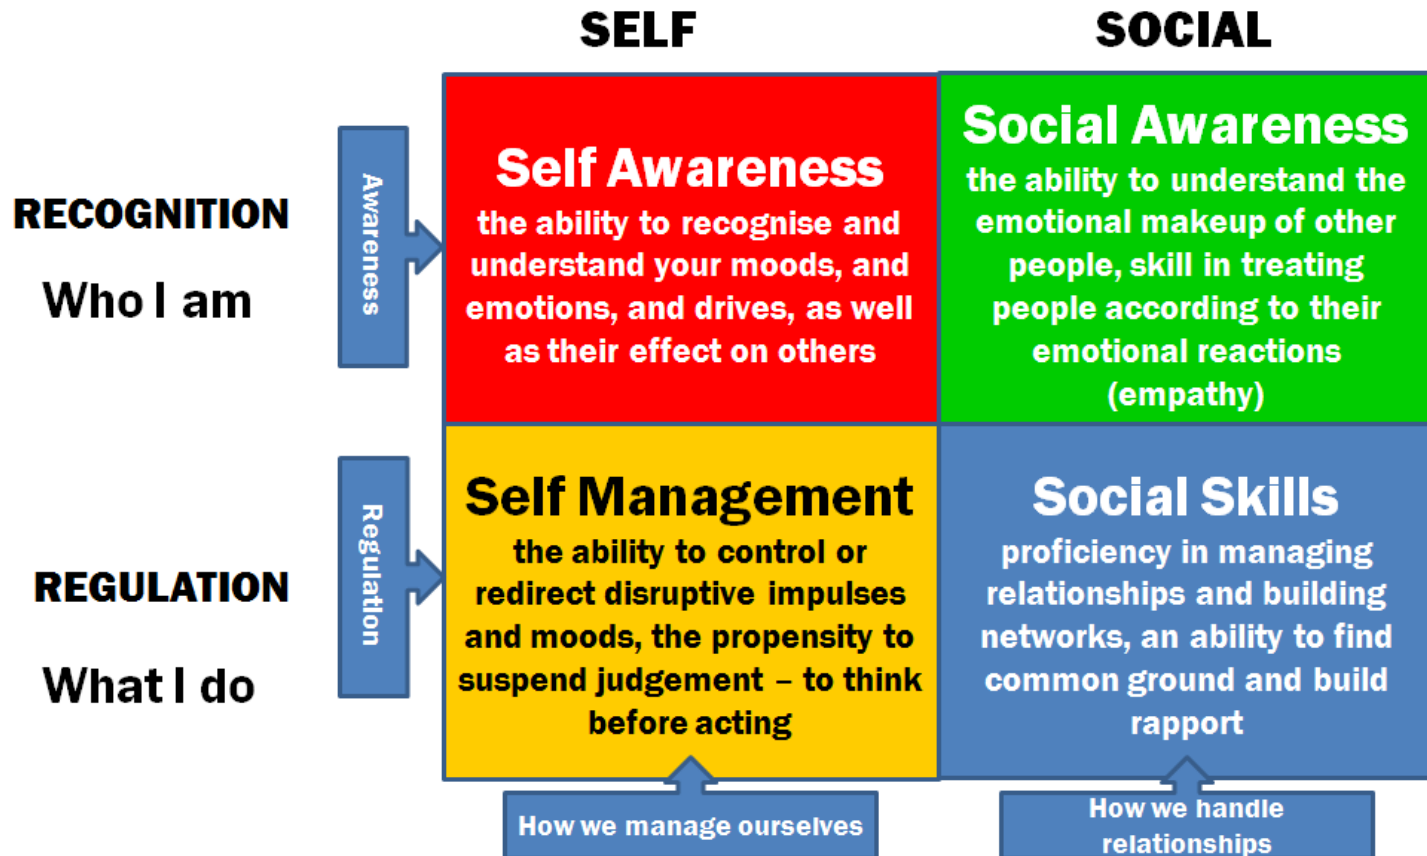 SELF
SOCIAL
RECOGNITION
Who I am
Awareness
Self Awareness
the ability to recognise and
understand your moods, and
emotions, and drives, as well
as their effect on others
Social Awareness
the ability to understand the
emotional makeup of other
people, skill in treating
people according to their
emotional reactions
(empathy)
REGULATION
What I do
Regulation
Self Management
the ability to control or
redirect disruptive impulses
and moods, the propensity to
suspend judgement – to think
before acting
Social Skills
proficiency in managing
relationships and building
networks, an ability to find
common ground and build
rapport
How we manage ourselves
How we handle
relationships